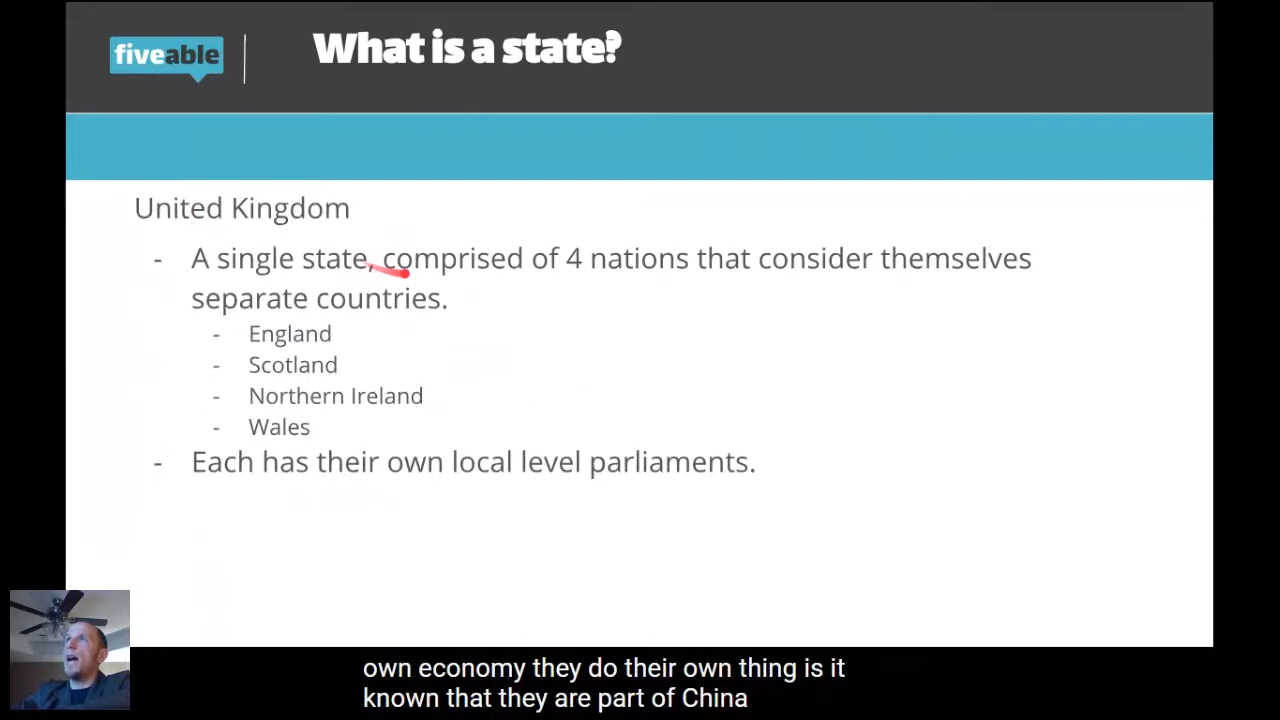 fiveable
What is a state?
United Kingdom
- A single state, comprised of 4 nations that consider themselves
separate countries.
- England
- Scotland
- Northern Ireland
- Wales
- Each has their own local level parliaments.
own economy they do their own thing is it
known that they are part of China